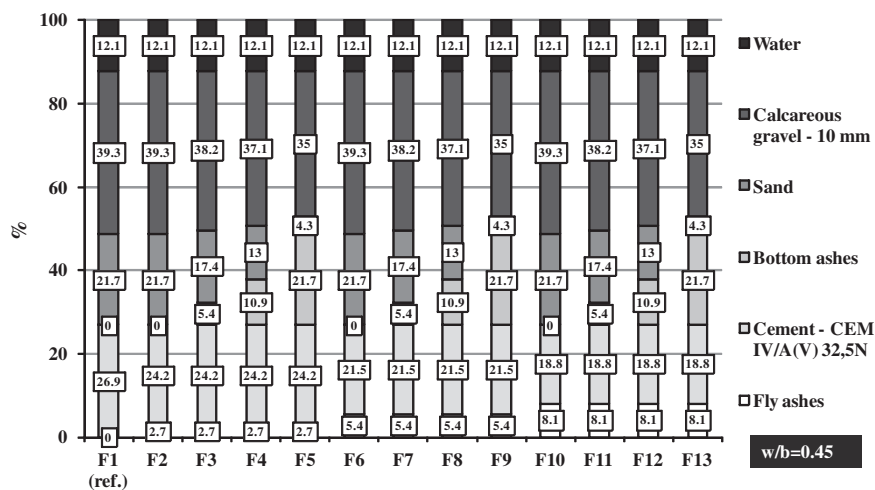 100
80
60
40
20
0
%
12.1 12.1 12.1 12.1 12.1 12.1 12.1 12.1 12.1 12.1 12.1 12.1 12.1
39.3 39.3 38.2 37.1 35 39.3 38.2 37.1 35 39.3 38.2 37.1 35
21.7 21.7 17.4 13 4.3 21.7 17.4 13 4.3 21.7 17.4 13 4.3
0 0 5.4 10.9 21.7 0 5.4 10.9 21.7 0 5.4 10.9 21.7
26.9 24.2 24.2 24.2 24.2 21.5 21.5 21.5 21.5 18.8 18.8 18.8 18.8
0 2.7 2.7 2.7 2.7 5.4 5.4 5.4 5.4 8.1 8.1 8.1 8.1
F1 F2 F3 F4 F5 F6 F7 F8 F9 F10 F11 F12 F13
(ref.)
Water
Calcareous
gravel - 10 mm
Sand
Bottom ashes
Cement - CEM
IV/A(V) 32,5N
Fly ashes
w/b=0.45